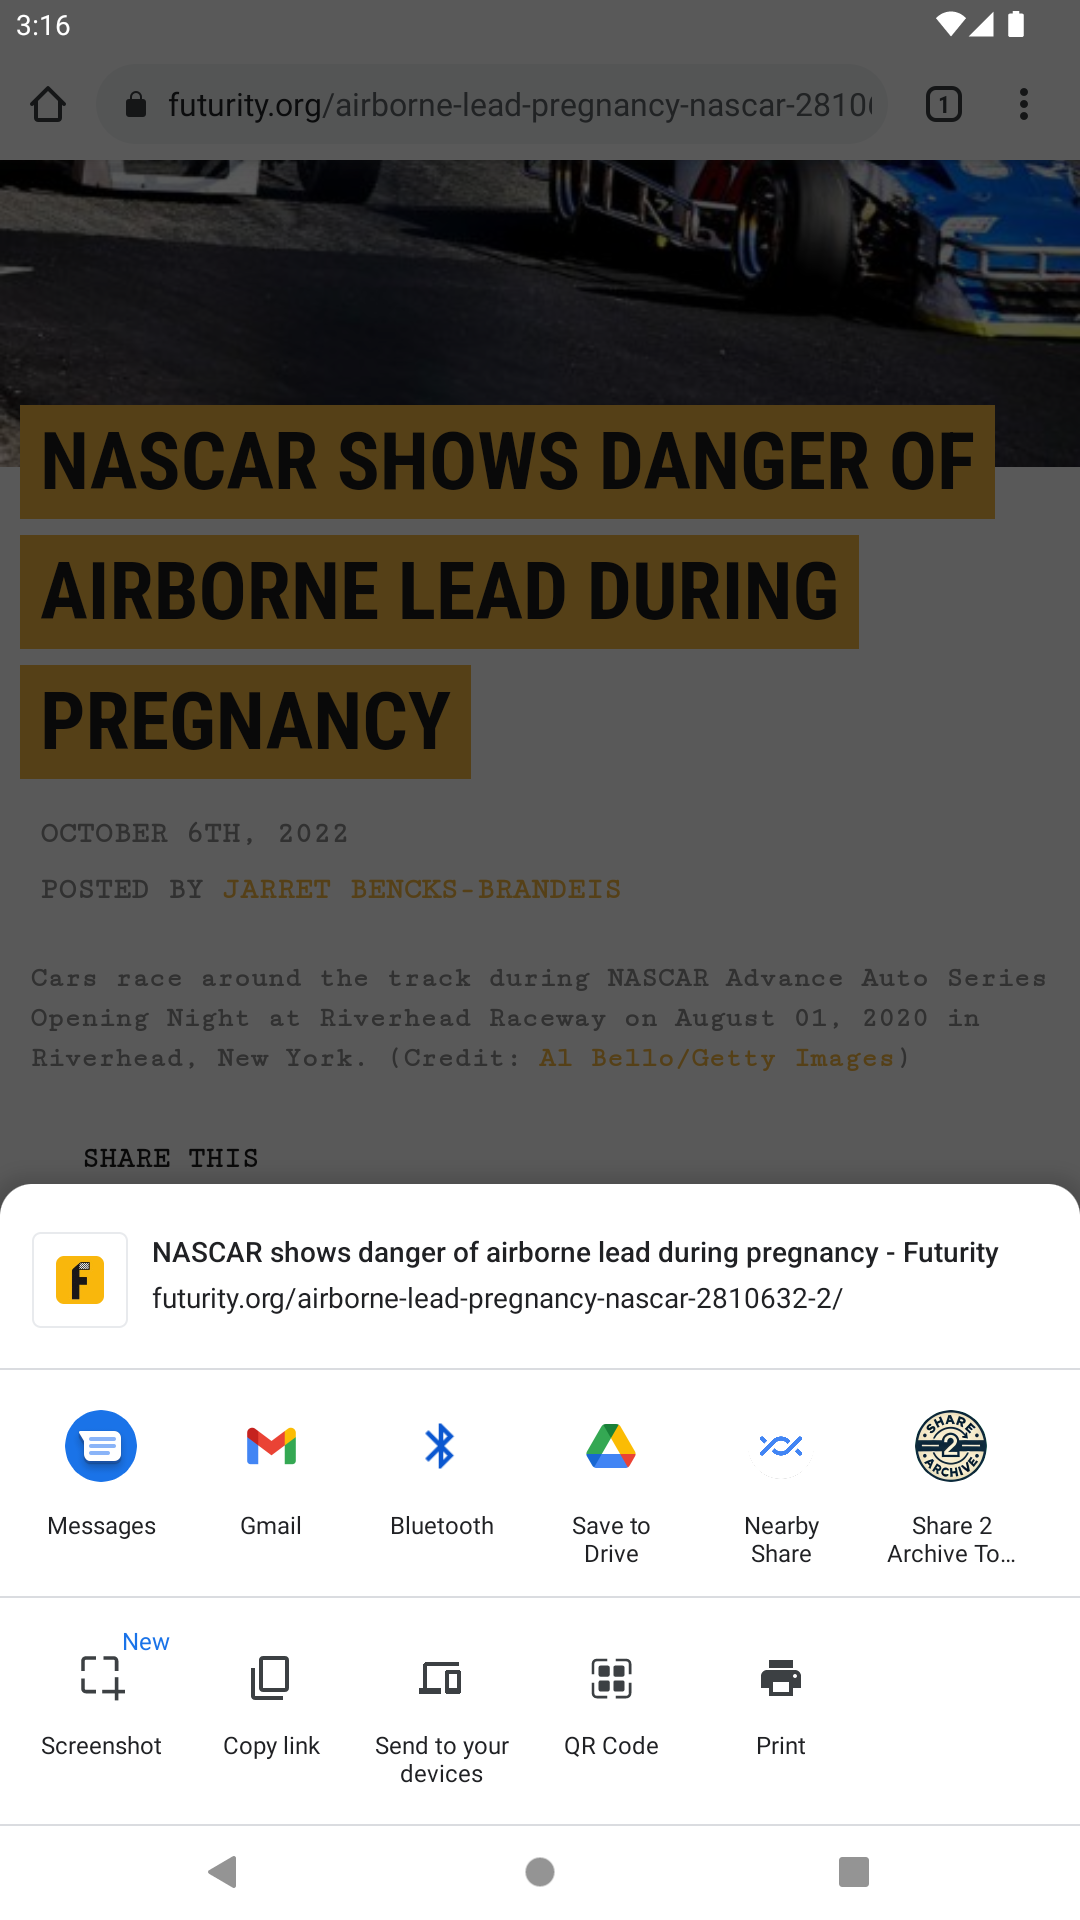 3:16
futurity.org/airborne-lead-pregnancy-nascar-2810
1
NASCAR SHOWS DANGER OF
AIRBORNE LEAD DURING
PREGNANCY
OCTOBER 6TH, 2022
POSTED BY JARRET BENCKS-BRANDEIS
Cars race around the track during NASCAR Advance Auto Series
Opening Night at Riverhead Raceway on August 01, 2020 in
Riverhead, New York. (Credit: Al Bello/Getty Images)
SHARE THIS
F
NASCAR shows danger of airborne lead during pregnancy - Futurity
futurity.org/airborne-lead-pregnancy-nascar-2810632-2/
SHARE
2
ARCHIVE
Messages
Gmail
Bluetooth
Save to
Drive
Nearby
Share
Share 2
Archive To...
New
Screenshot
Copy link
Send to your
devices
QR Code
Print